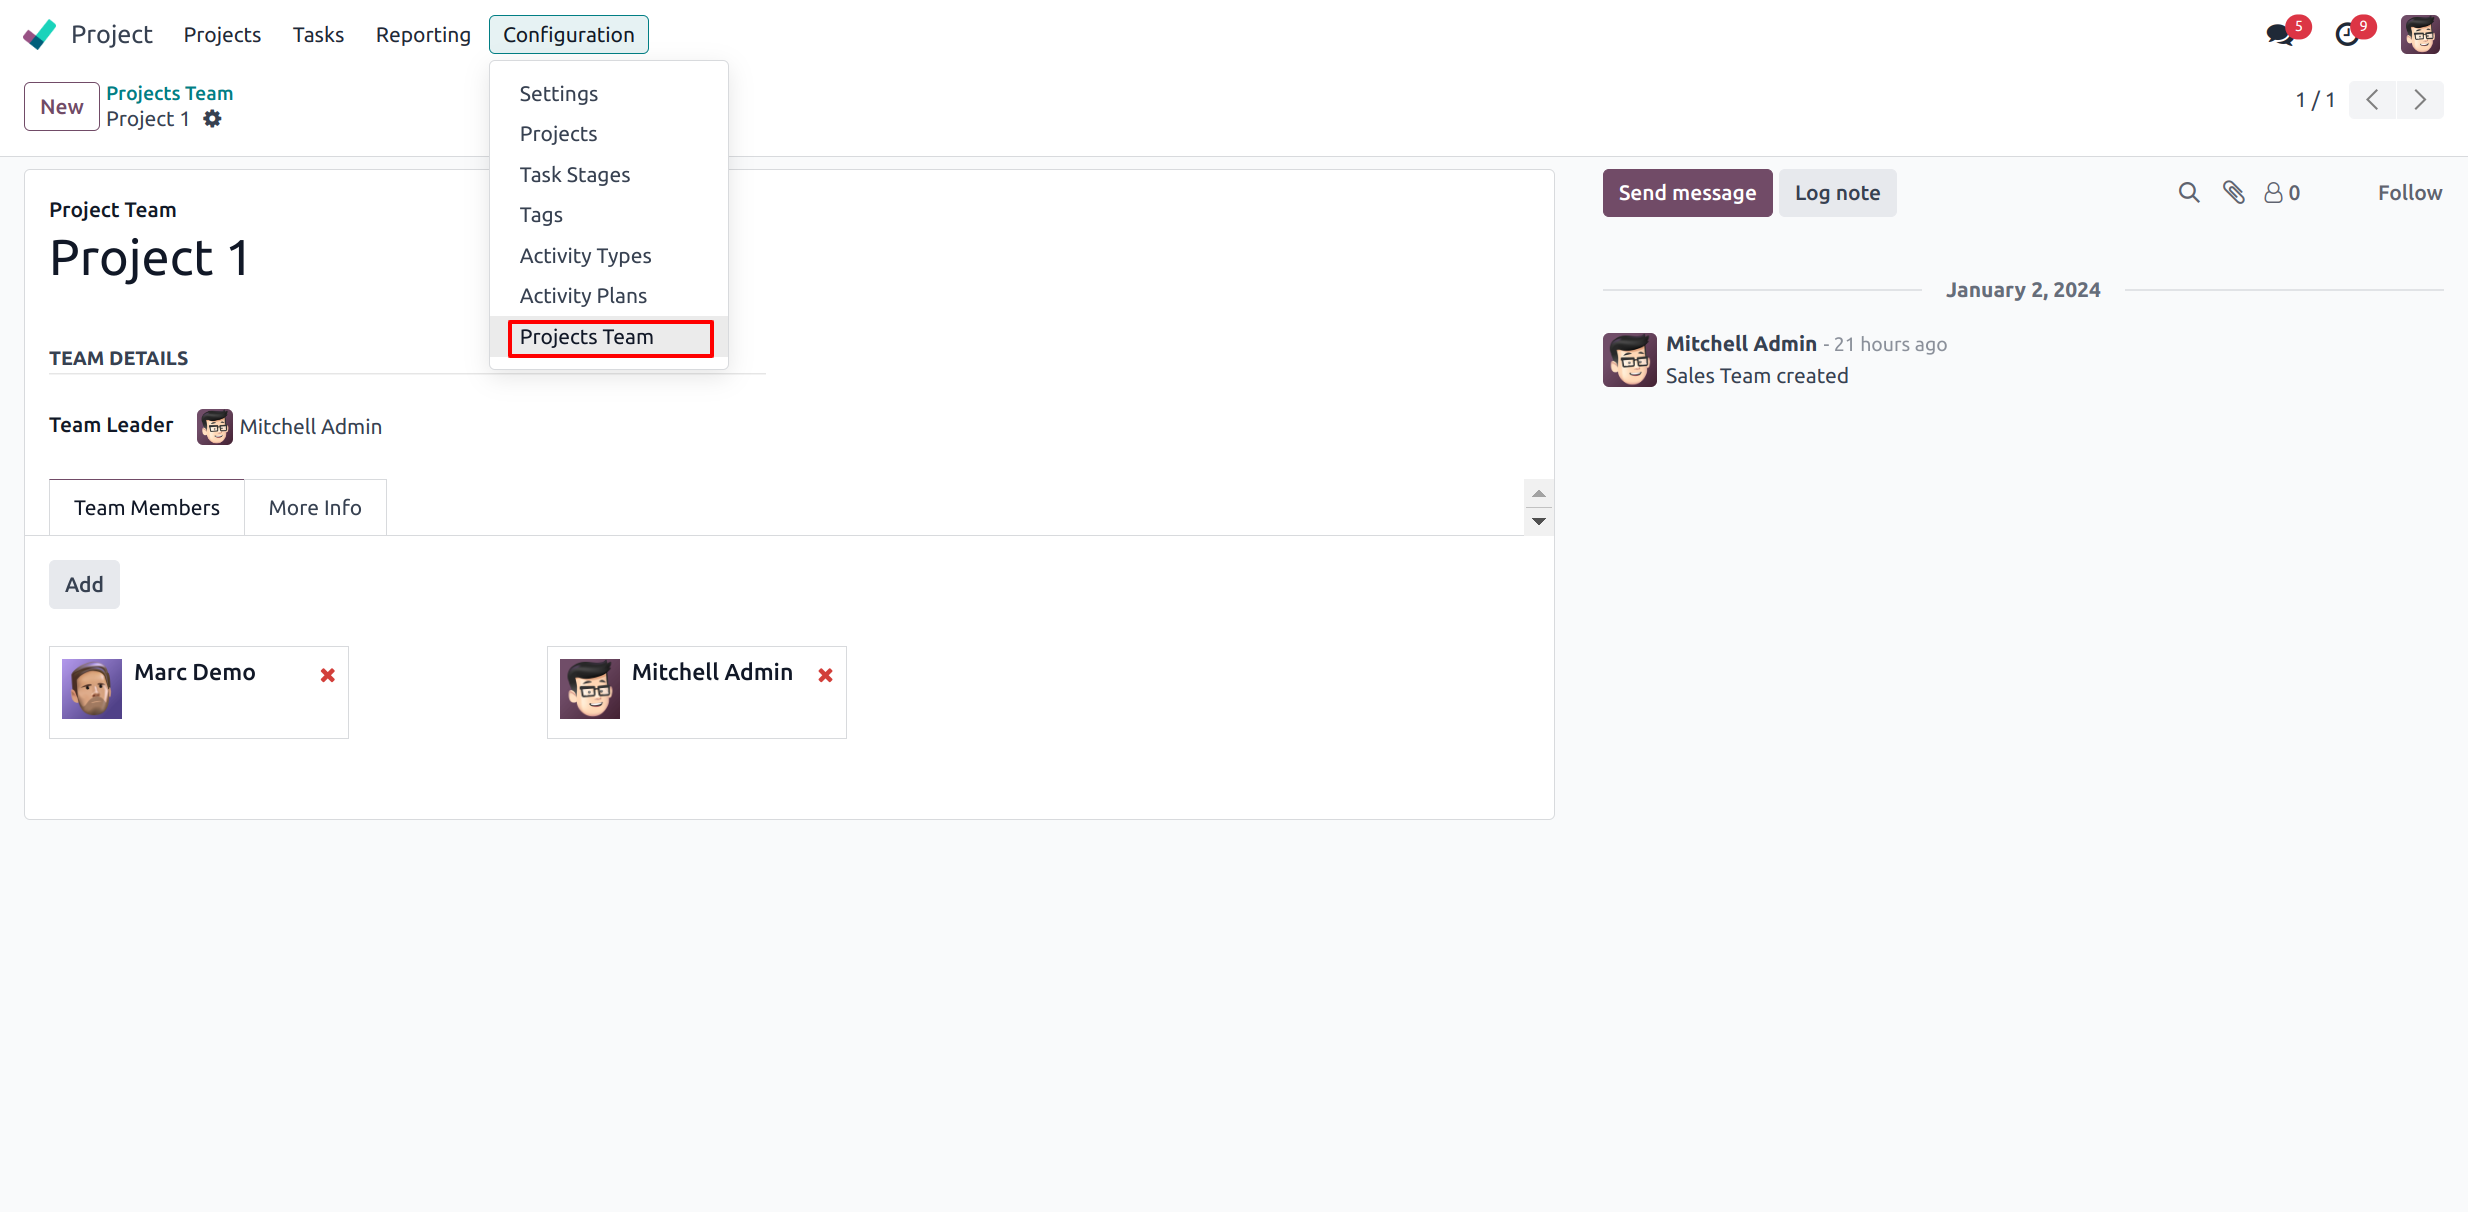 Project Projects Tasks Reporting Configuration 5 9
New Projects Team 1 / 1
Project 1
Settings
Projects
Task Stages
Tags
Activity Types
Activity Plans
Projects Team
Project Team
Project 1
TEAM DETAILS
Team Leader Mitchell Admin
Team Members More Info
Add
Marc Demo Mitchell Admin
Send message Log note 0 Follow
January 2, 2024
Mitchell Admin - 21 hours ago
Sales Team created